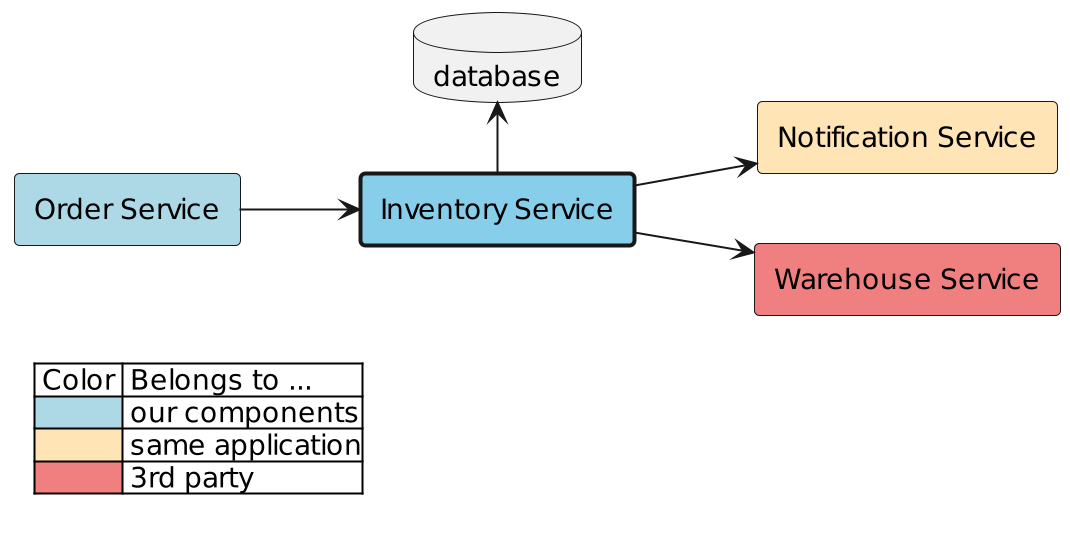 database
Notification Service
Order Service
Inventory Service
Warehouse Service
Color Belongs to ...
our components
same application
3rd party